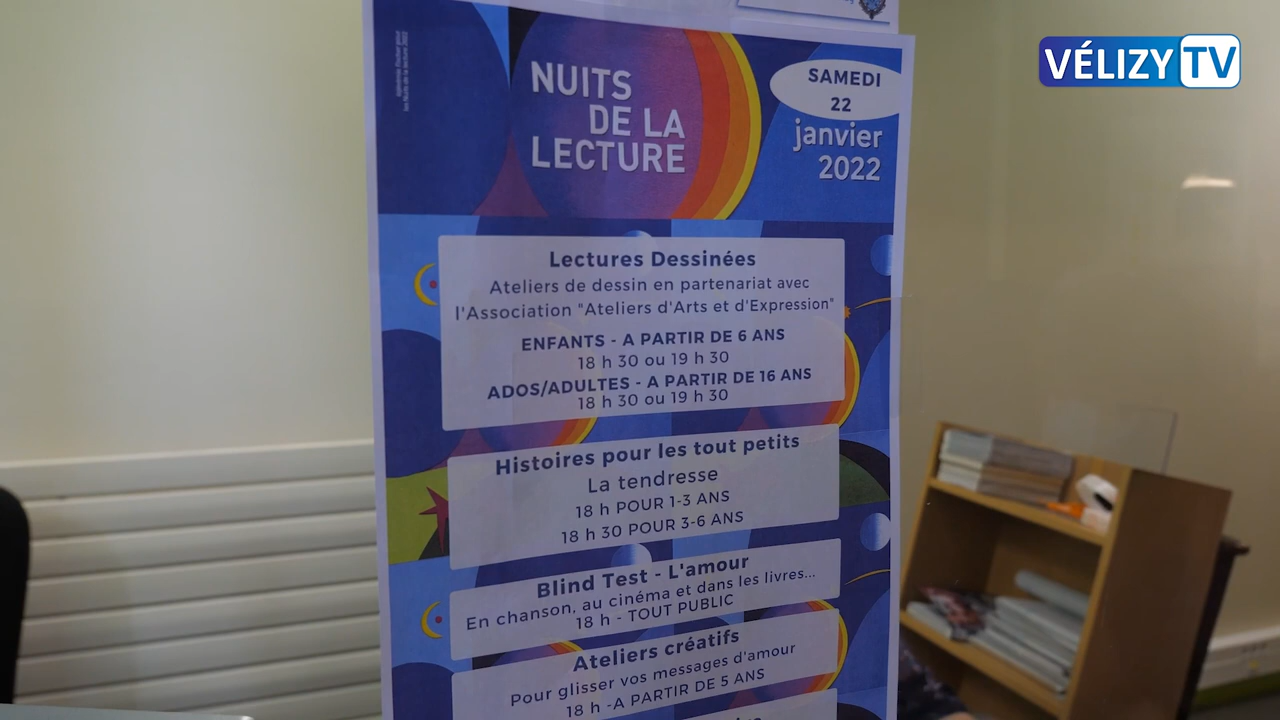 VÉLIZY TV
NUITS
DE LA
LECTURE
SAMEDI
22
janvier
2022
Lectures Dessinées
Ateliers de dessin en partenariat avec
l'Association "Ateliers d'Arts et d'Expression"
ENFANTS - A PARTIR DE 6 ANS
18 h 30 ou 19 h 30
ADOS/ADULTES - A PARTIR DE 16 ANS
18 h 30 ou 19 h 30
Histoires pour les tout petits
La tendresse
18 h POUR 1-3 ANS
18 h 30 POUR 3-6 ANS
Blind Test - L'amour
En chanson, au cinéma et dans les livres...
18 h - TOUT PUBLIC
Ateliers créatifs
Pour glisser vos messages d'amour
18 h -A PARTIR DE 5 ANS